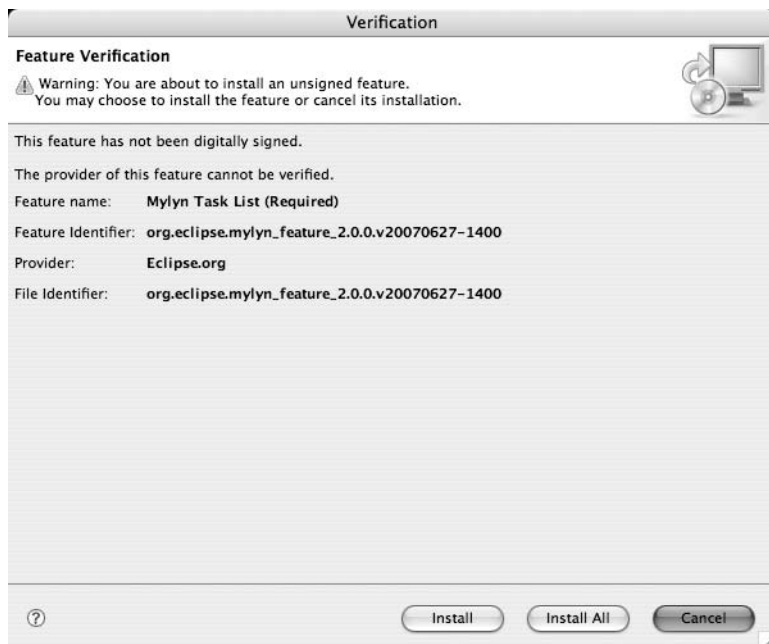 Verification
Feature Verification
Warning: You are about to install an unsigned feature.
You may choose to install the feature or cancel its installation.
This feature has not been digitally signed.
The provider of this feature cannot be verified.
Feature name: Mylyn Task List (Required)
Feature Identifier: org.eclipse.mylyn_feature_2.0.0.v20070627-1400
Provider: Eclipse.org
File Identifier: org.eclipse.mylyn_feature_2.0.0.v20070627-1400
? Install Install All Cancel